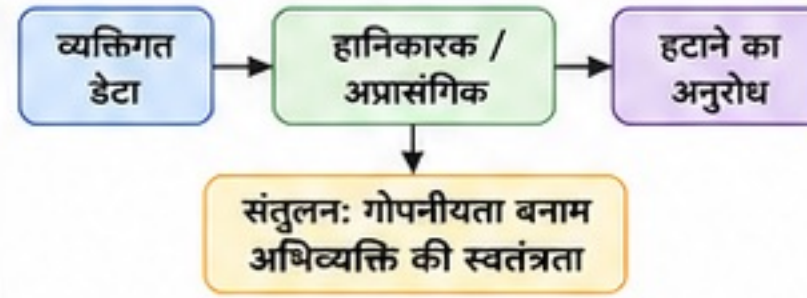 व्यक्तिगत
डेटा
हानिकारक /
अप्रासंगिक
हटाने का
अनुरोध
संतुलन: गोपनीयता बनाम
अभिव्यक्ति की स्वतंत्रता